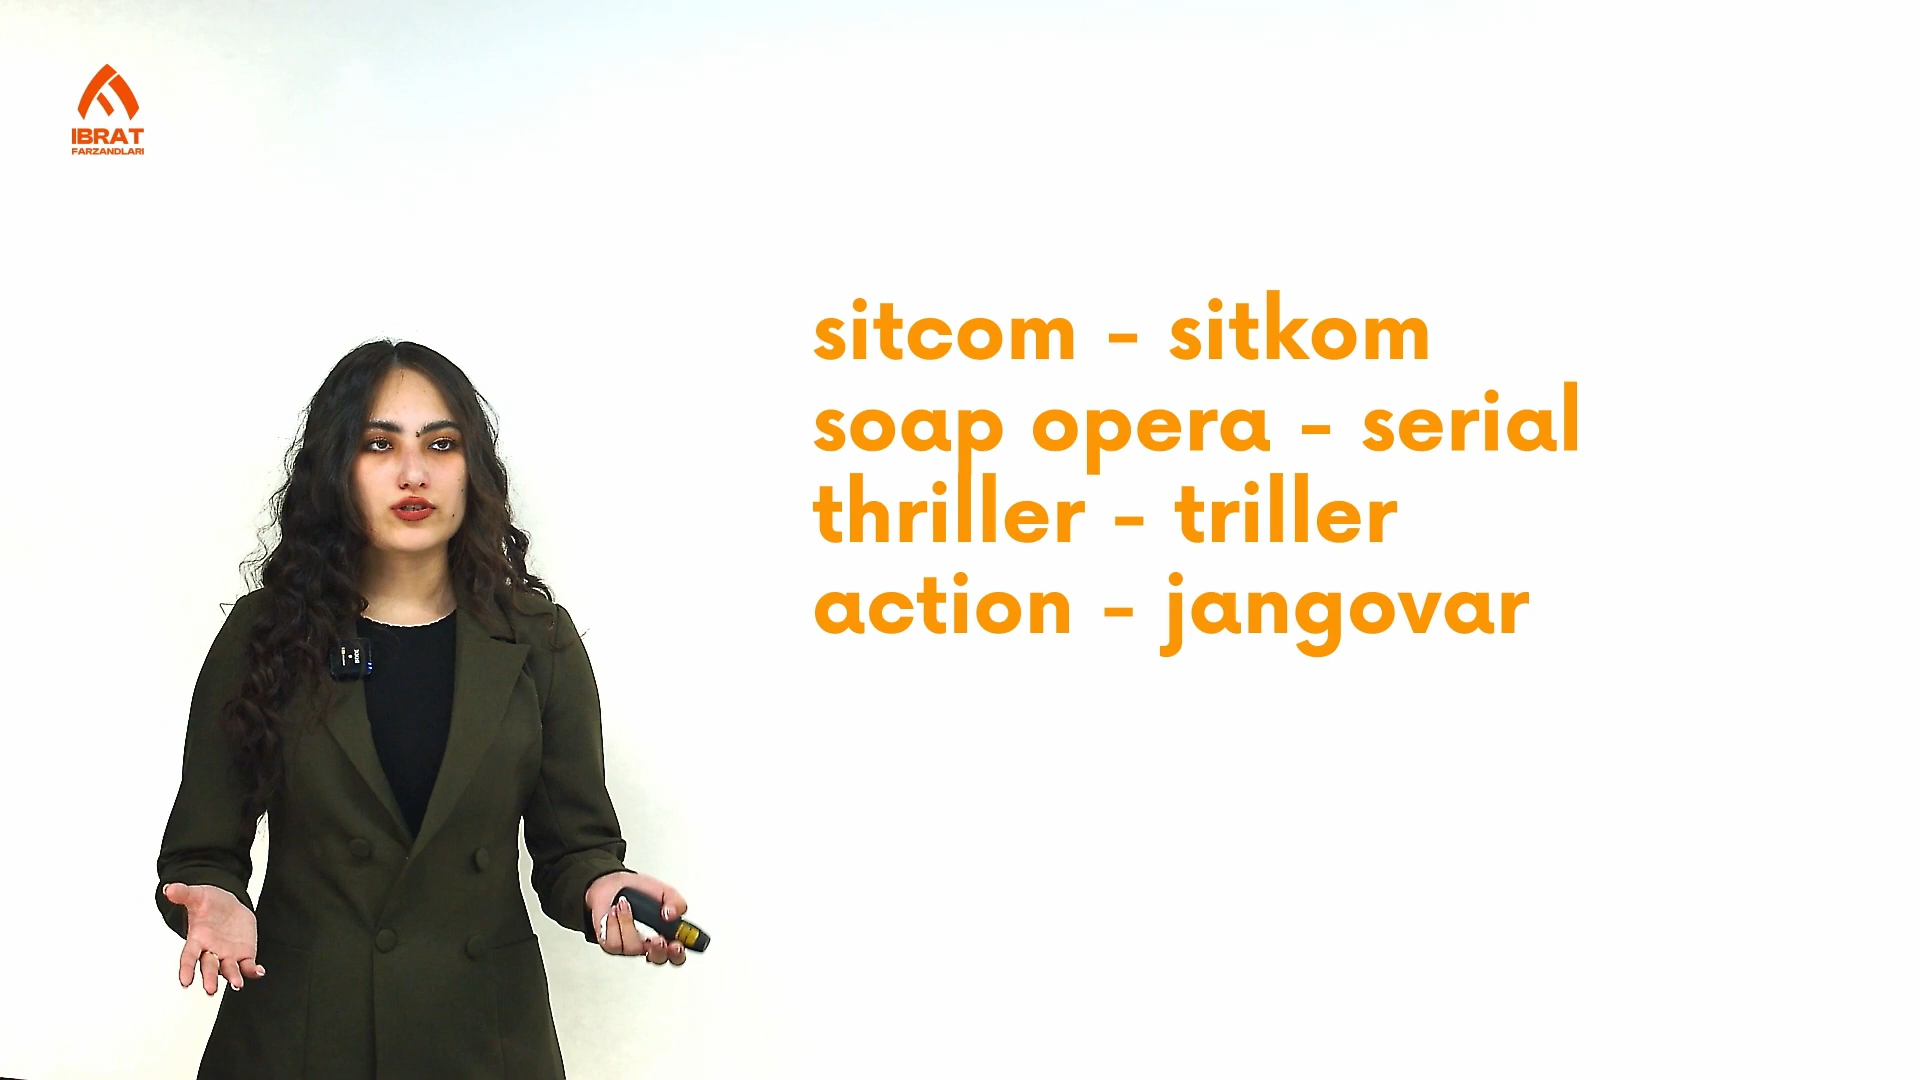 IBRAT
FARZANDLARI
sitcom - sitkom
soap opera - serial
thriller - triller
action - jangovar